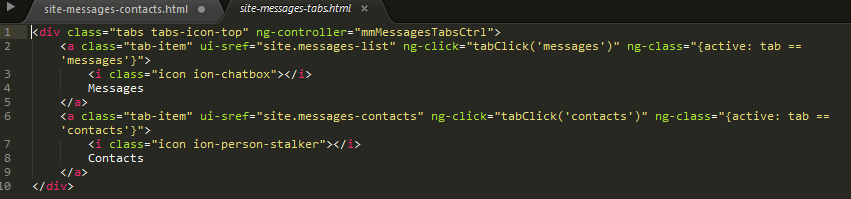 site-messages-contacts.html
site-messages-tabs.html ×
1 <div class="tabs tabs-icon-top" ng-controller="mmMessagesTabsCtrl">
2 <a class="tab-item" ui-sref="site.messages-list" ng-click="tabClick('messages')" ng-class="{active: tab ==
'messages'}">
3 <i class="icon ion-chatbox"></i>
4 Messages
5 </a>
6 <a class="tab-item" ui-sref="site.messages-contacts" ng-click="tabClick('contacts')" ng-class="{active: tab ==
'contacts'}">
7 <i class="icon ion-person-stalker"></i>
8 Contacts
9 </a>
10 </div>